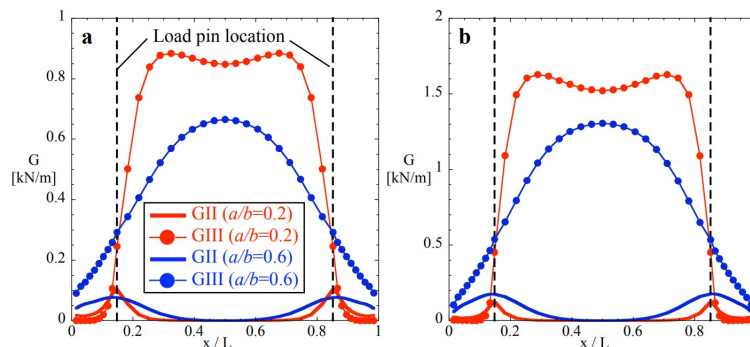 a
Load pin location
G
[kN/m]
1
0.8
0.6
0.4
0.2
0
GII (a/b=0.2)
GIII (a/b=0.2)
GII (a/b=0.6)
GIII (a/b=0.6)
0 0.2 0.4 0.6 0.8 1
x / L
b
G
[kN/m]
2
1.5
1
0.5
0
0 0.2 0.4 0.6 0.8 1
x / L